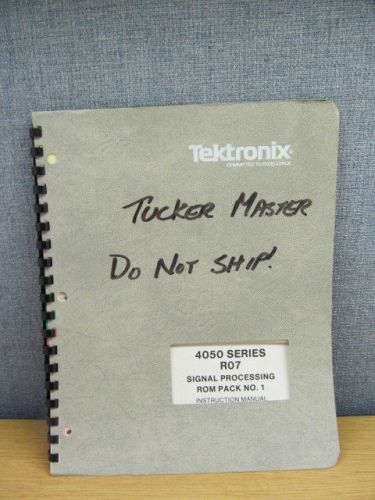 Tektronix®
COMMITTED TO EXCELLENCE
TUCKER MASTER
DO NOT SHIP!
4050 SERIES
R07
SIGNAL PROCESSING
ROM PACK NO. 1
INSTRUCTION MANUAL